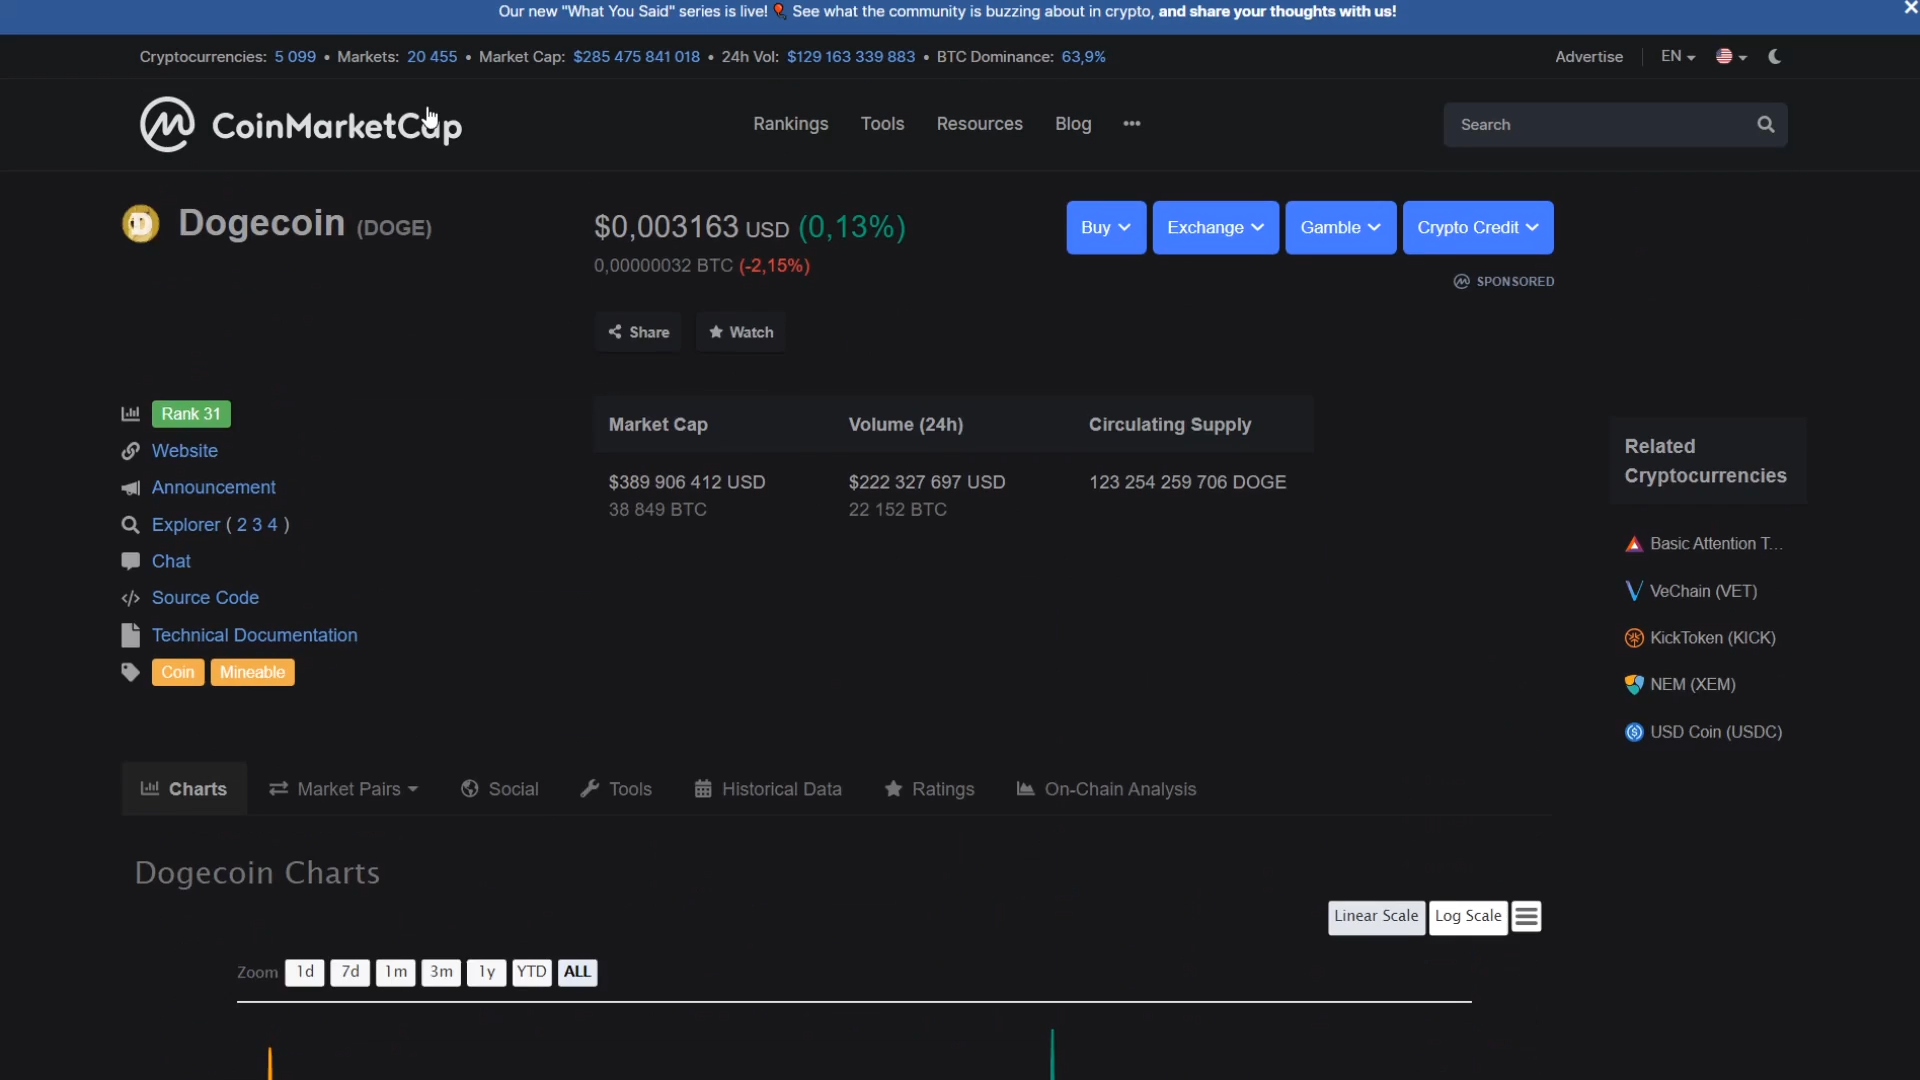 Our new "What You Said" series is live! See what the community is buzzing about in crypto, and share your thoughts with us!
Cryptocurrencies: 5 099 • Markets: 20 455 • Market Cap: $285 475 841 018 • 24h Vol: $129 163 339 883 • BTC Dominance: 63,9%
Advertise
EN
CoinMarketCap
Rankings
Tools
Resources
Blog
•••
Search
Dogecoin (DOGE)
$0,003163 USD (0,13%)
0,00000032 BTC (-2,15%)
Buy
Exchange
Gamble
Crypto Credit
SPONSORED
Share
Watch
Rank 31
Website
Announcement
Explorer ( 2 3 4 )
Chat
Source Code
Technical Documentation
Coin
Mineable
Market Cap
Volume (24h)
Circulating Supply
$389 906 412 USD
$222 327 697 USD
123 254 259 706 DOGE
38 849 BTC
22 152 BTC
Related
Cryptocurrencies
Basic Attention T...
VeChain (VET)
KickToken (KICK)
NEM (XEM)
USD Coin (USDC)
Charts
Market Pairs
Social
Tools
Historical Data
Ratings
On-Chain Analysis
Dogecoin Charts
Linear Scale
Log Scale
Zoom
1d
7d
1m
3m
1y
YTD
ALL